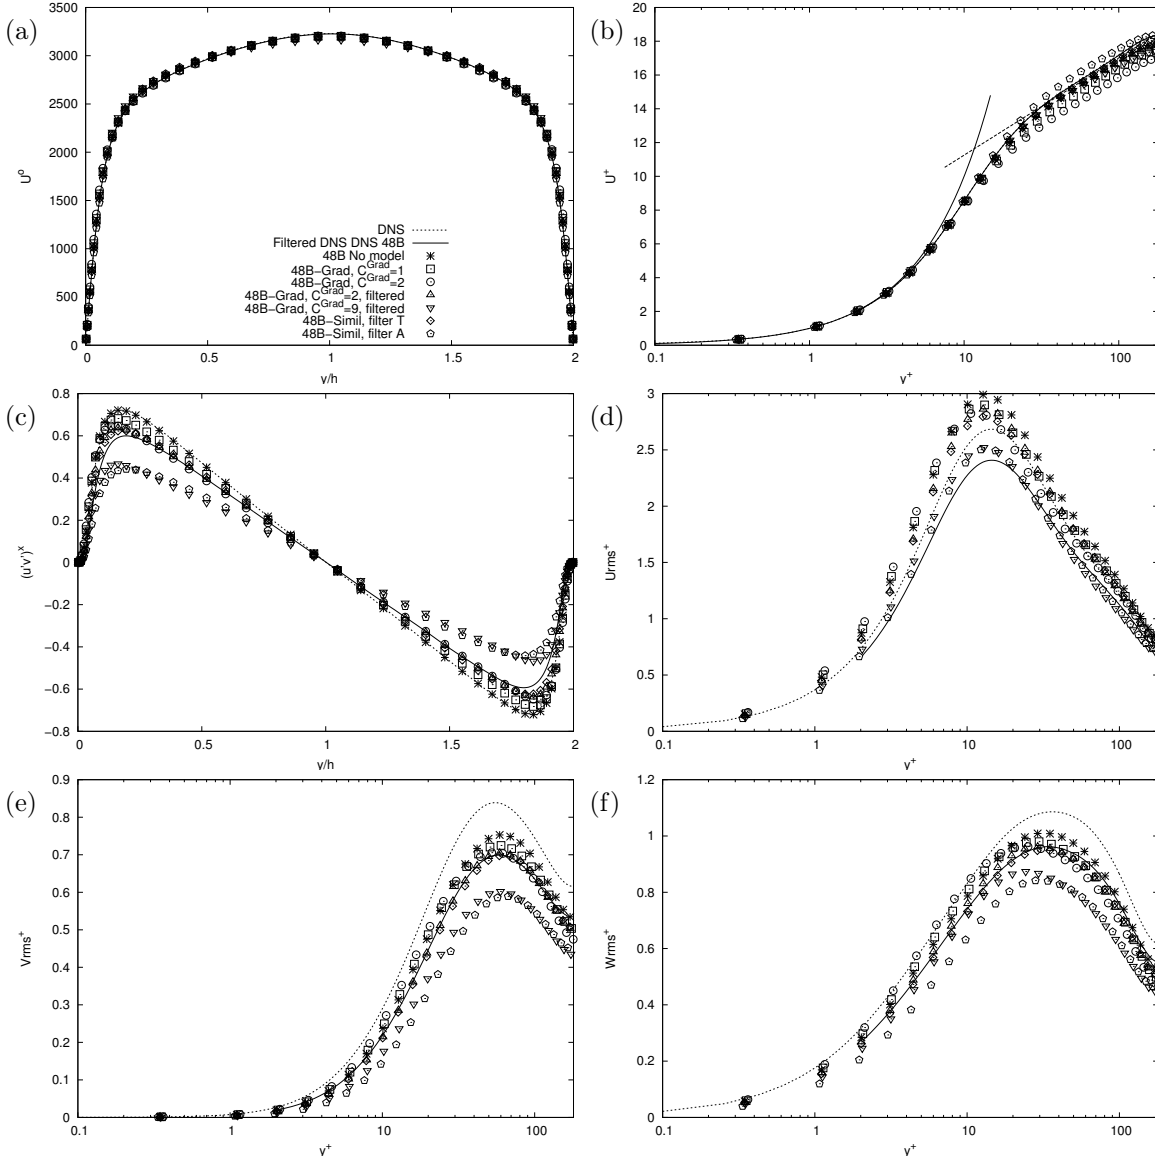 (a)
3500
3000
2500
2000
1500
1000
500
0
U⁰
0
0.5
1
1.5
2
y/h
DNS
Filtered DNS DNS 48B
48B No model
48B−Grad, C^Grad=1
48B−Grad, C^Grad=2
48B−Grad, C^Grad=2, filtered
48B−Grad, C^Grad=9, filtered
48B−Simil, filter T
48B−Simil, filter A
(b)
20
18
16
14
12
10
8
6
4
2
0
U⁺
0.1
1
10
100
y⁺
(c)
0.8
0.6
0.4
0.2
0
−0.2
−0.4
−0.6
−0.8
(u'v')ˣ
0
0.5
1
1.5
2
y/h
(d)
3
2.5
2
1.5
1
0.5
0
Urms⁺
0.1
1
10
100
y⁺
(e)
0.9
0.8
0.7
0.6
0.5
0.4
0.3
0.2
0.1
0
Vrms⁺
0.1
1
10
100
y⁺
(f)
1.2
1
0.8
0.6
0.4
0.2
0
Wrms⁺
0.1
1
10
100
y⁺